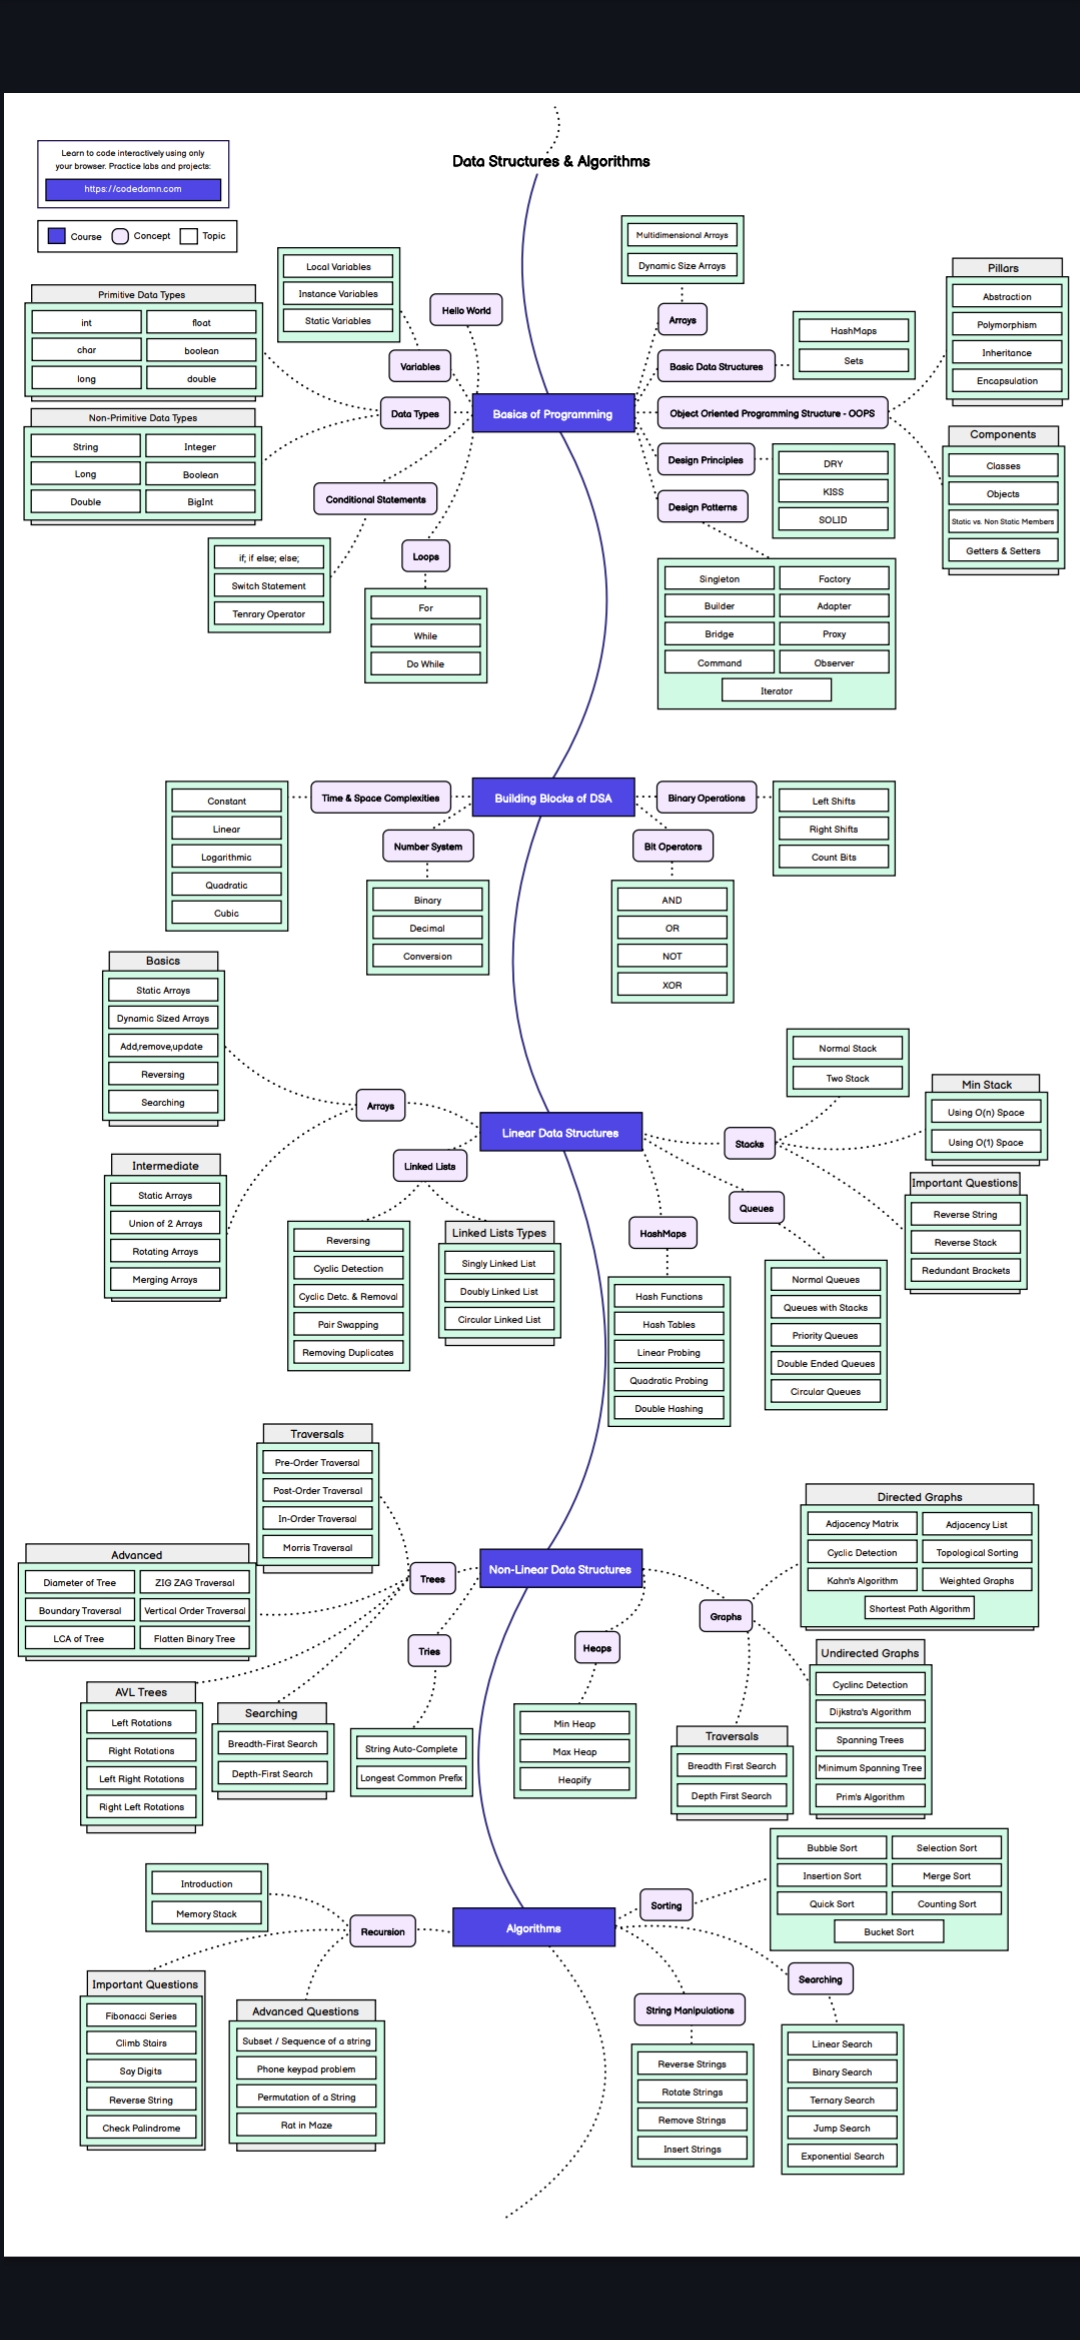 Data Structures & Algorithms
Learn to code interactively using only
your browser. Practice labs and projects:
https://codedamn.com
Course
Concept
Topic
Basics of Programming
Hello World
Variables
Local Variables
Instance Variables
Static Variables
Data Types
Primitive Data Types
int
float
char
boolean
long
double
Non-Primitive Data Types
String
Integer
Long
Boolean
Double
BigInt
Conditional Statements
if; if else; else;
Switch Statement
Tenrary Operator
Loops
For
While
Do While
Arrays
Multidimensional Arrays
Dynamic Size Arrays
Basic Data Structures
HashMaps
Sets
Object Oriented Programming Structure - OOPS
Pillars
Abstraction
Polymorphism
Inheritance
Encapsulation
Components
Classes
Objects
Static vs. Non Static Members
Getters & Setters
Design Principles
DRY
KISS
SOLID
Design Patterns
Singleton
Factory
Builder
Adapter
Bridge
Proxy
Command
Observer
Iterator
Building Blocks of DSA
Time & Space Complexities
Constant
Linear
Logarithmic
Quadratic
Cubic
Number System
Binary
Decimal
Conversion
Binary Operations
Left Shifts
Right Shifts
Count Bits
Bit Operators
AND
OR
NOT
XOR
Linear Data Structures
Arrays
Basics
Static Arrays
Dynamic Sized Arrays
Add,remove,update
Reversing
Searching
Intermediate
Static Arrays
Union of 2 Arrays
Rotating Arrays
Merging Arrays
Linked Lists
Reversing
Cyclic Detection
Cyclic Detc. & Removal
Pair Swapping
Removing Duplicates
Linked Lists Types
Singly Linked List
Doubly Linked List
Circular Linked List
Stacks
Normal Stack
Two Stack
Min Stack
Using O(n) Space
Using O(1) Space
Important Questions
Reverse String
Reverse Stack
Redundant Brackets
Queues
Normal Queues
Queues with Stacks
Priority Queues
Double Ended Queues
Circular Queues
HashMaps
Hash Functions
Hash Tables
Linear Probing
Quadratic Probing
Double Hashing
Non-Linear Data Structures
Trees
Traversals
Pre-Order Traversal
Post-Order Traversal
In-Order Traversal
Morris Traversal
Advanced
Diameter of Tree
ZIG ZAG Traversal
Boundary Traversal
Vertical Order Traversal
LCA of Tree
Flatten Binary Tree
AVL Trees
Left Rotations
Right Rotations
Left Right Rotations
Right Left Rotations
Searching
Breadth-First Search
Depth-First Search
Tries
String Auto-Complete
Longest Common Prefix
Heaps
Min Heap
Max Heap
Heapify
Graphs
Directed Graphs
Adjacency Matrix
Adjacency List
Cyclic Detection
Topological Sorting
Kahn's Algorithm
Weighted Graphs
Shortest Path Algorithm
Undirected Graphs
Cyclinc Detection
Dijkstra's Algorithm
Spanning Trees
Minimum Spanning Tree
Prim's Algorithm
Traversals
Breadth First Search
Depth First Search
Algorithms
Recursion
Introduction
Memory Stack
Important Questions
Fibonacci Series
Climb Stairs
Say Digits
Reverse String
Check Palindrome
Advanced Questions
Subset / Sequence of a string
Phone keypad problem
Permutation of a String
Rat in Maze
Sorting
Bubble Sort
Selection Sort
Insertion Sort
Merge Sort
Quick Sort
Counting Sort
Bucket Sort
Searching
Linear Search
Binary Search
Ternary Search
Jump Search
Exponential Search
String Manipulations
Reverse Strings
Rotate Strings
Remove Strings
Insert Strings